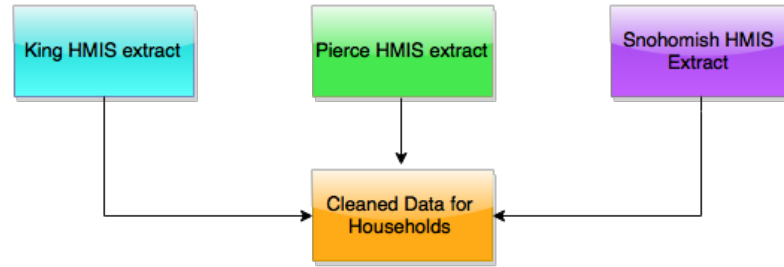 King HMIS extract
Pierce HMIS extract
Snohomish HMIS
Extract
Cleaned Data for
Households